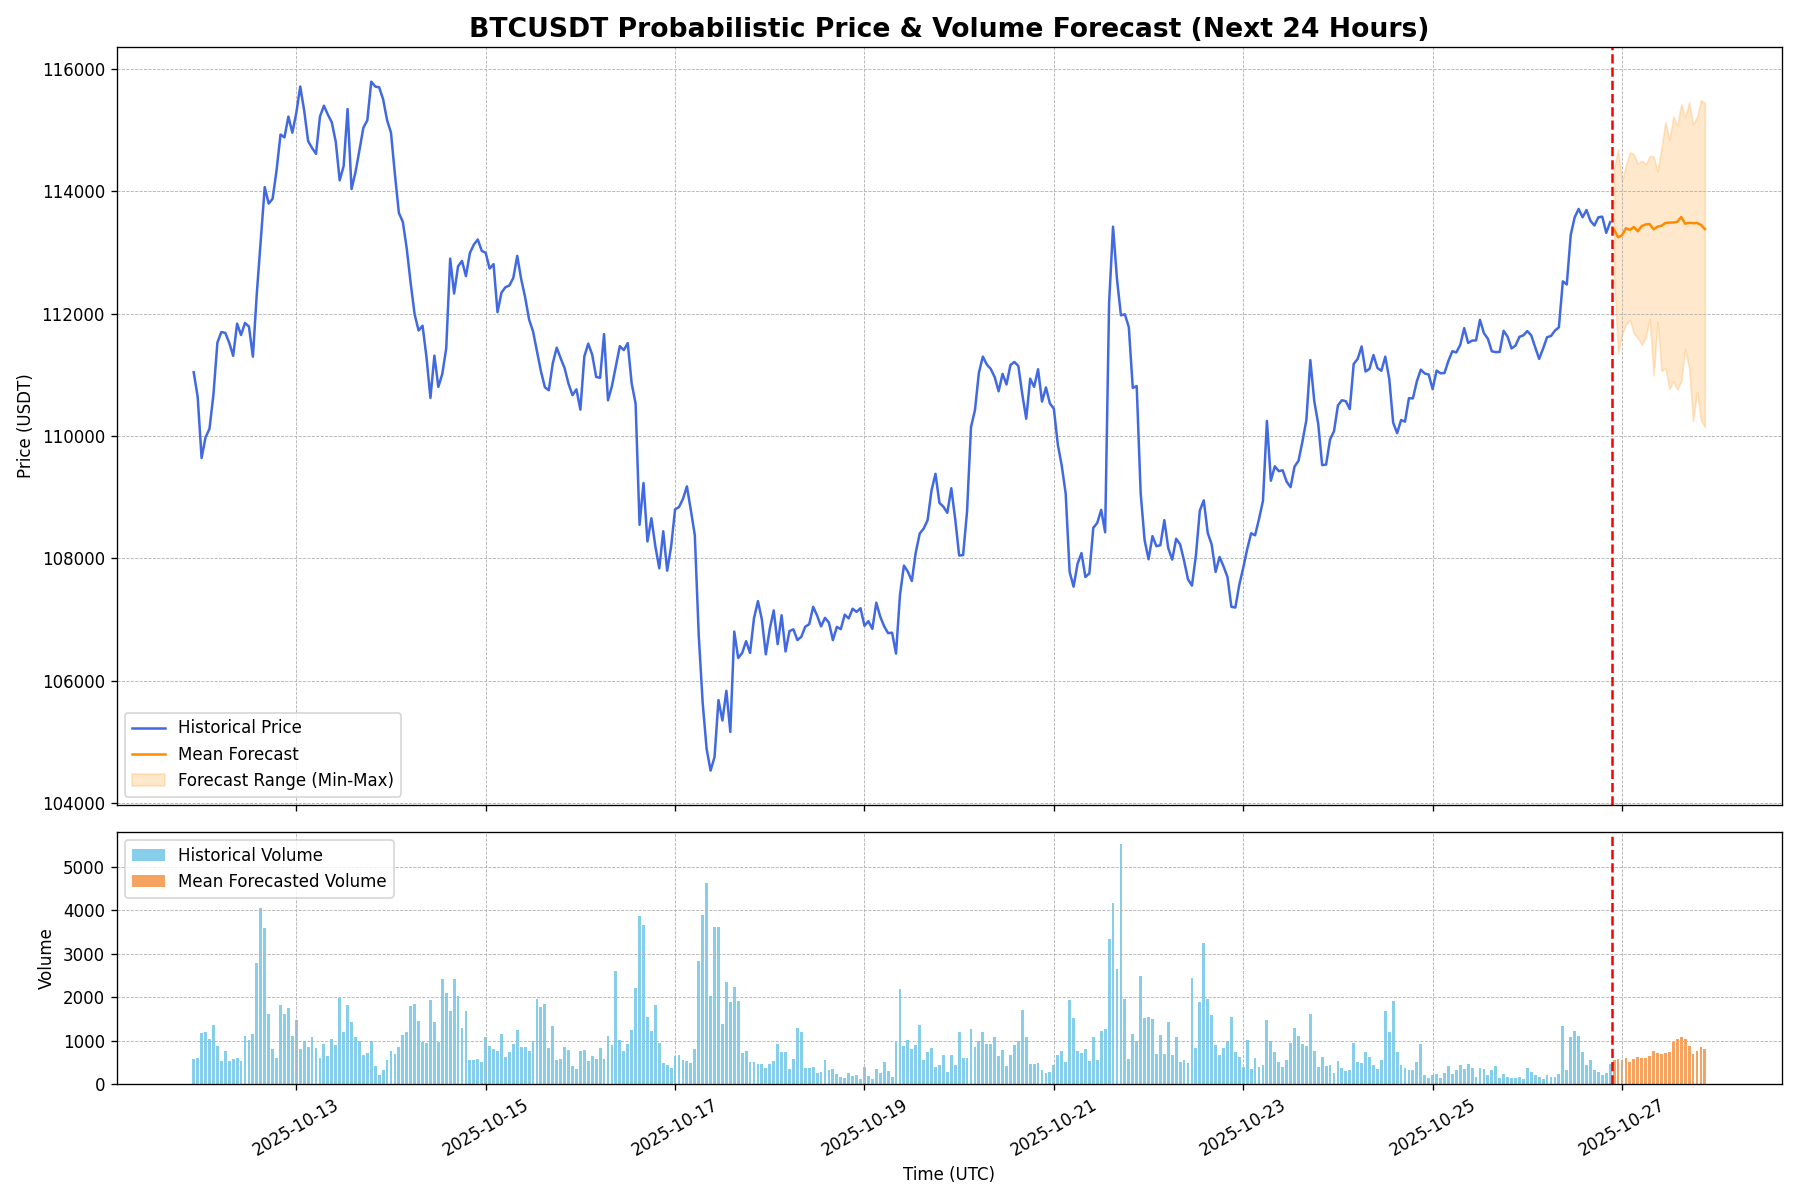 BTCUSDT Probabilistic Price & Volume Forecast (Next 24 Hours)
Price (USDT)
116000
114000
112000
110000
108000
106000
104000
Historical Price
Mean Forecast
Forecast Range (Min-Max)
Volume
5000
4000
3000
2000
1000
0
Historical Volume
Mean Forecasted Volume
2025-10-13
2025-10-15
2025-10-17
2025-10-19
2025-10-21
2025-10-23
2025-10-25
2025-10-27
Time (UTC)